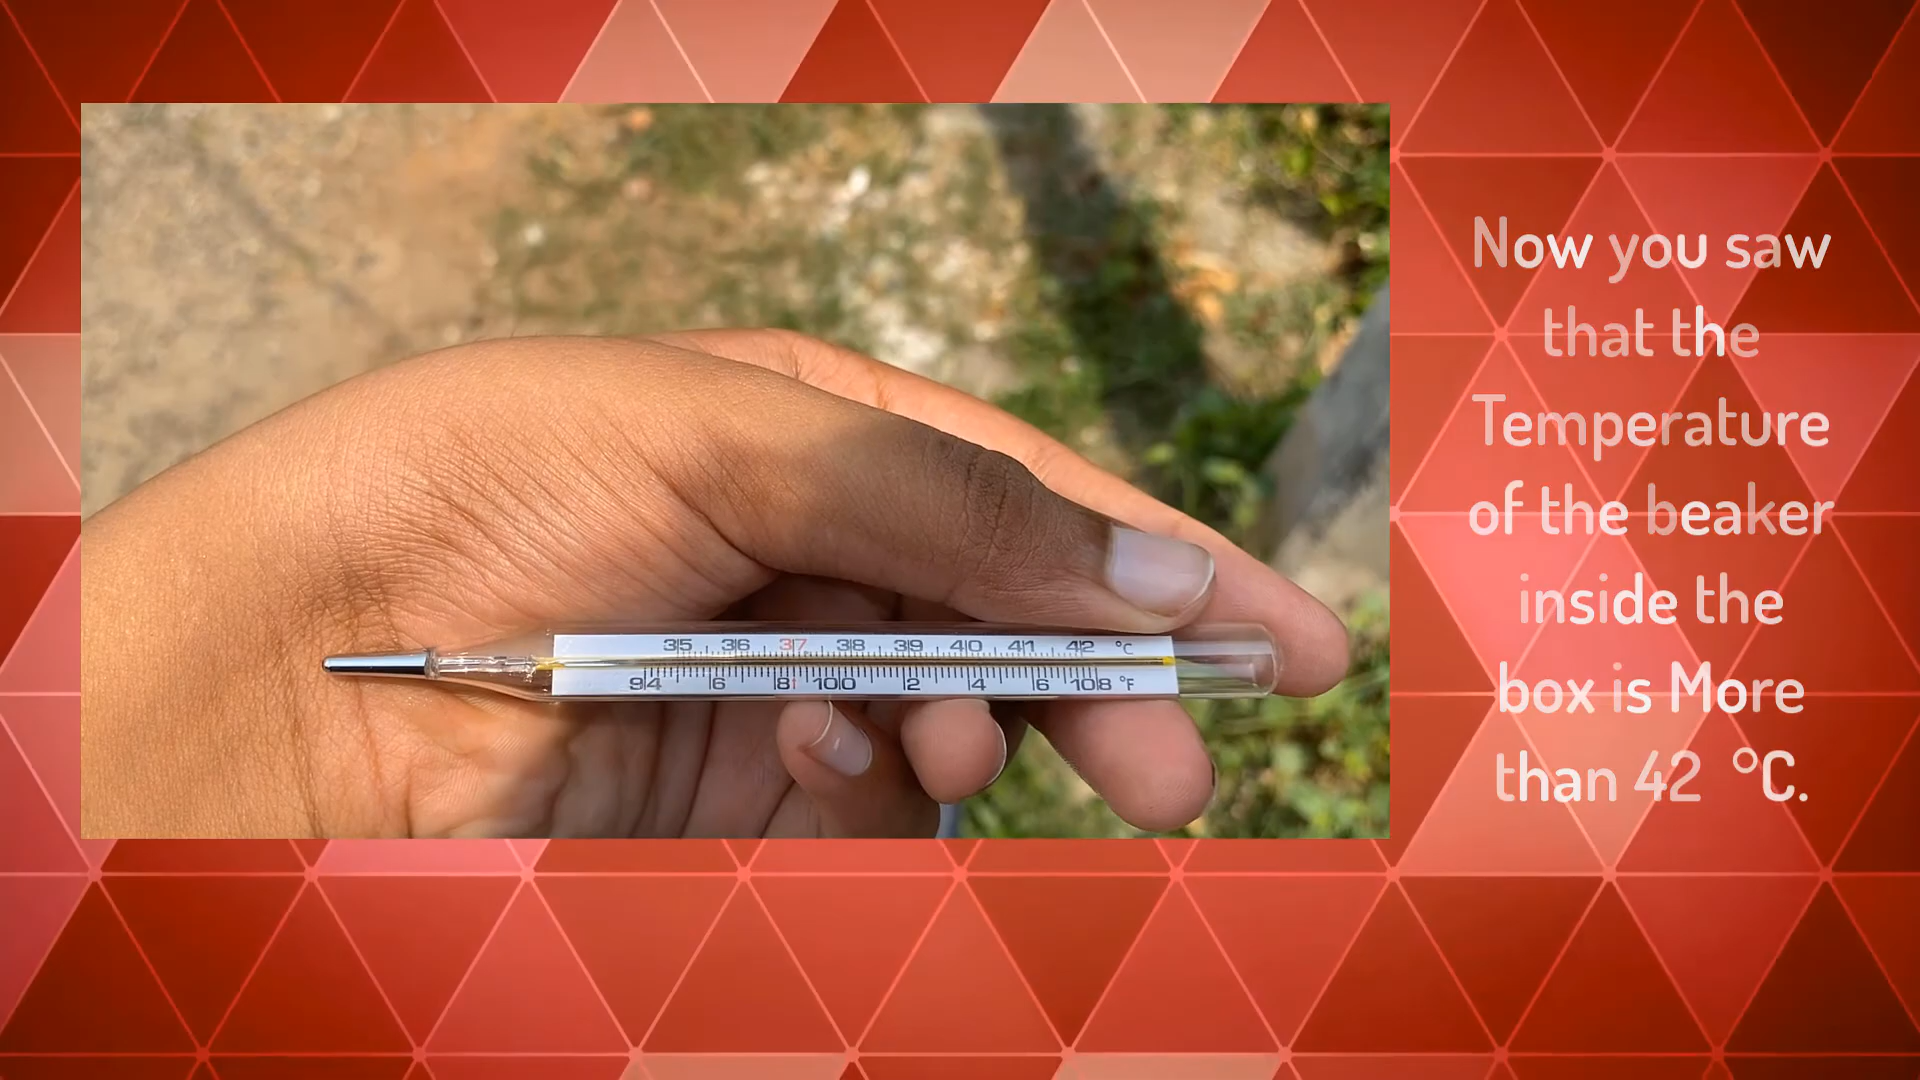 35 36 37 38 39 40 41 42 °C
94 6 8 100 2 4 6 108 °F
Now you saw
that the
Temperature
of the beaker
inside the
box is More
than 42 °C.